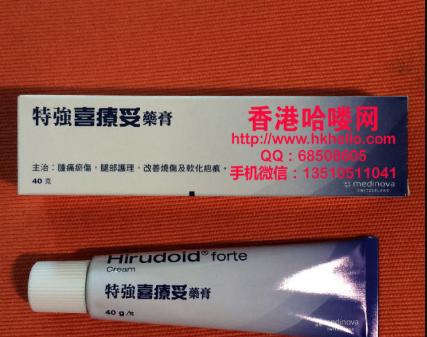 特強喜療妥藥膏
香港哈喽网
http://www.hkhello.com
QQ：68508605
手机微信：13510511041
主治：腫痛瘀傷，腿部護理，改善燒傷及軟化疤痕。
40 克
medinova
SWITZERLAND
Hirudoid® forte
Cream
特強喜療妥藥膏
40 g/克
medinova